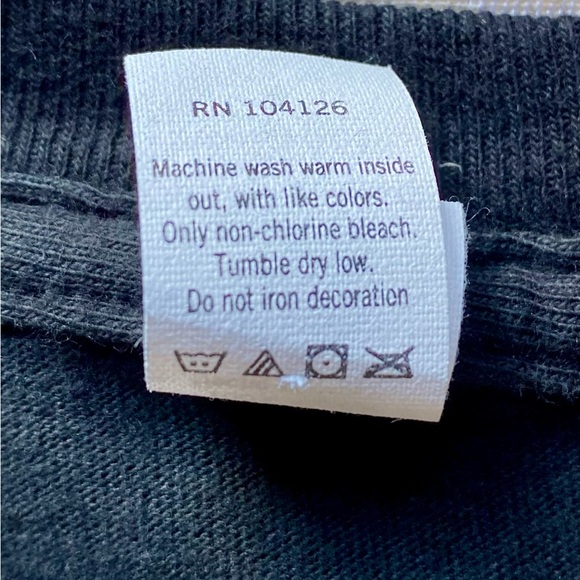 RN 104126
Machine wash warm inside
out, with like colors.
Only non-chlorine bleach.
Tumble dry low.
Do not iron decoration